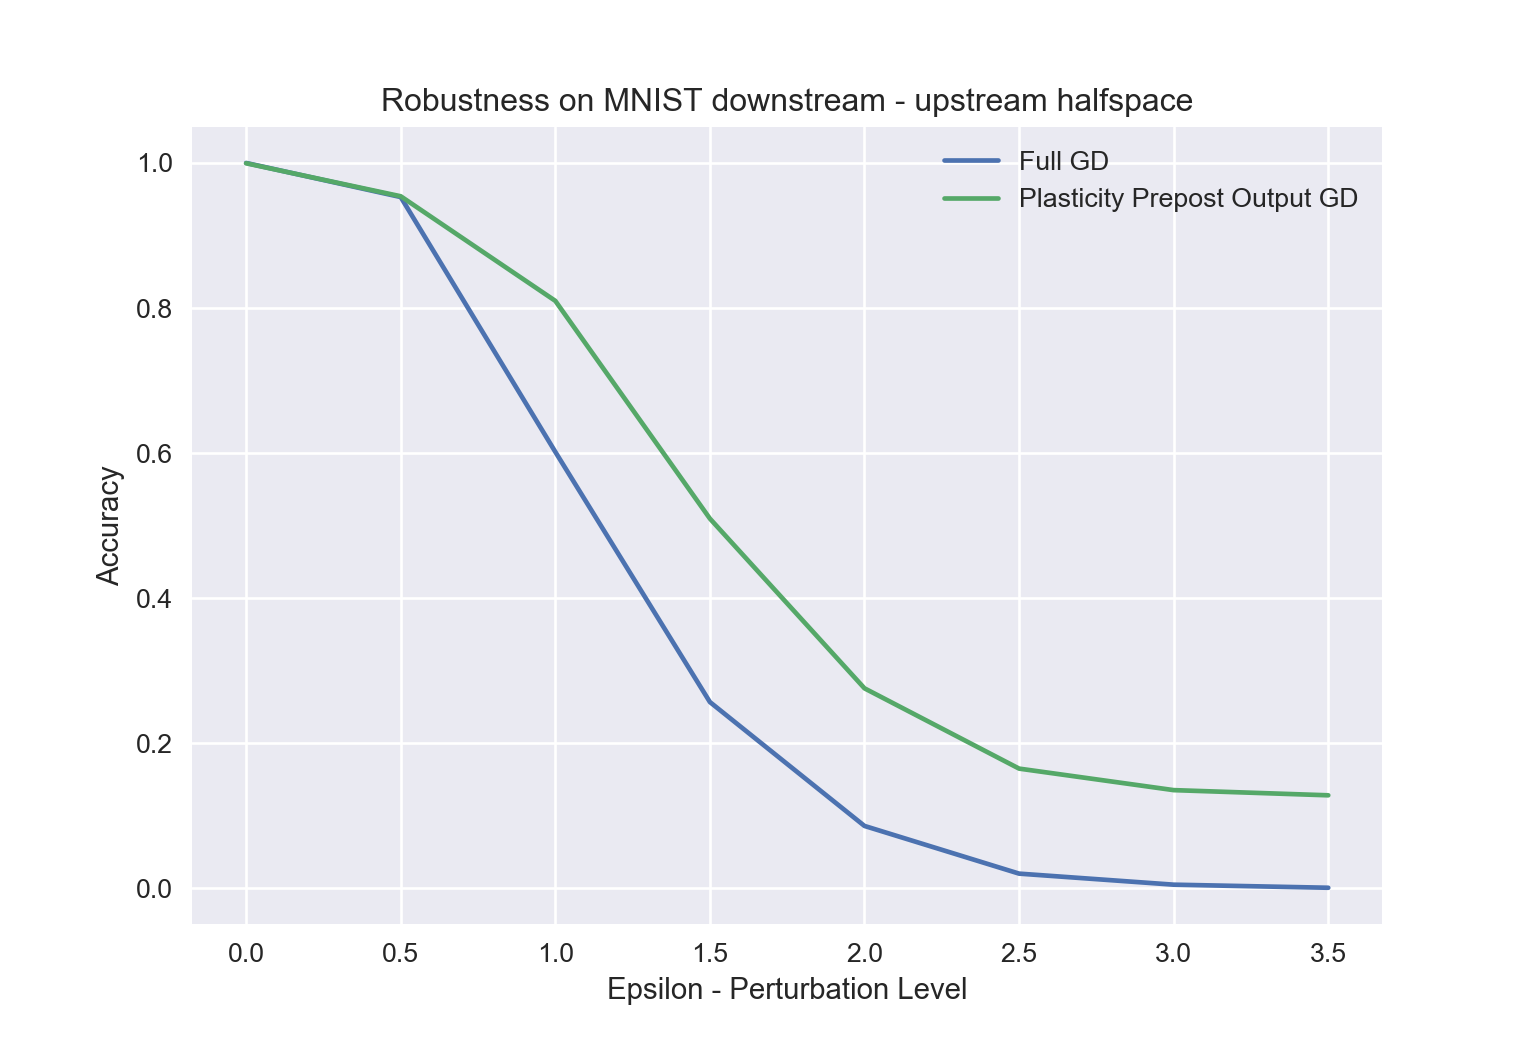 Robustness on MNIST downstream - upstream halfspace
Full GD
Plasticity Prepost Output GD
1.0
0.8
0.6
0.4
0.2
0.0
Accuracy
0.0 0.5 1.0 1.5 2.0 2.5 3.0 3.5
Epsilon - Perturbation Level